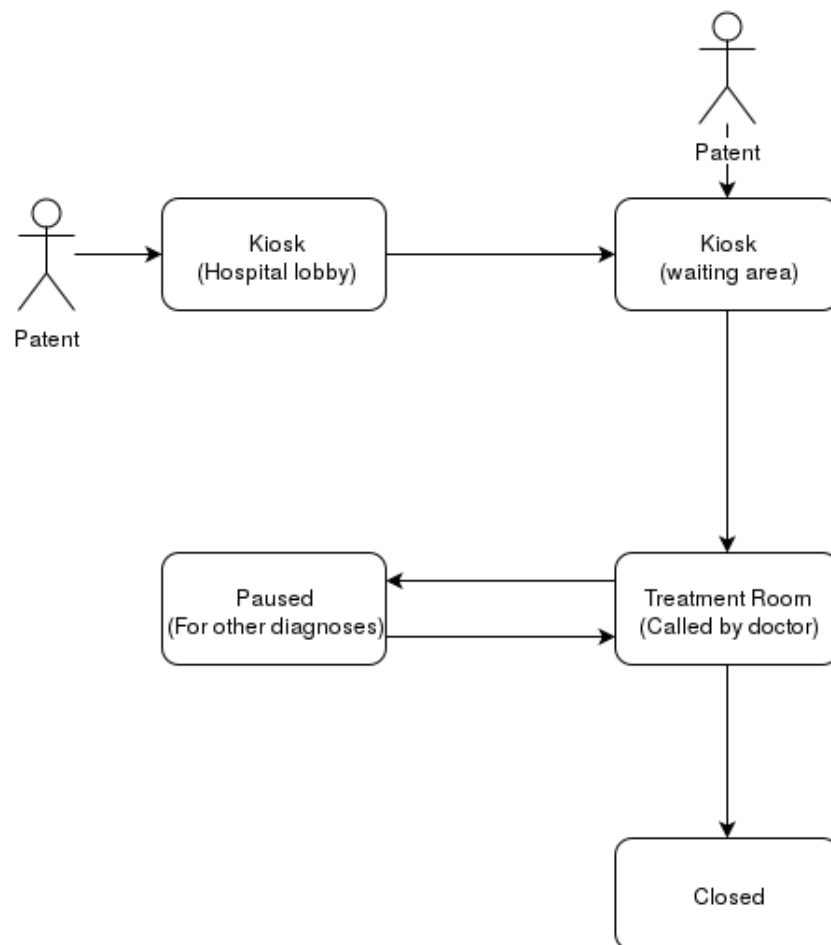 Patent
Kiosk
(Hospital lobby)
Kiosk
(waiting area)
Patent
Paused
(For other diagnoses)
Treatment Room
(Called by doctor)
Closed